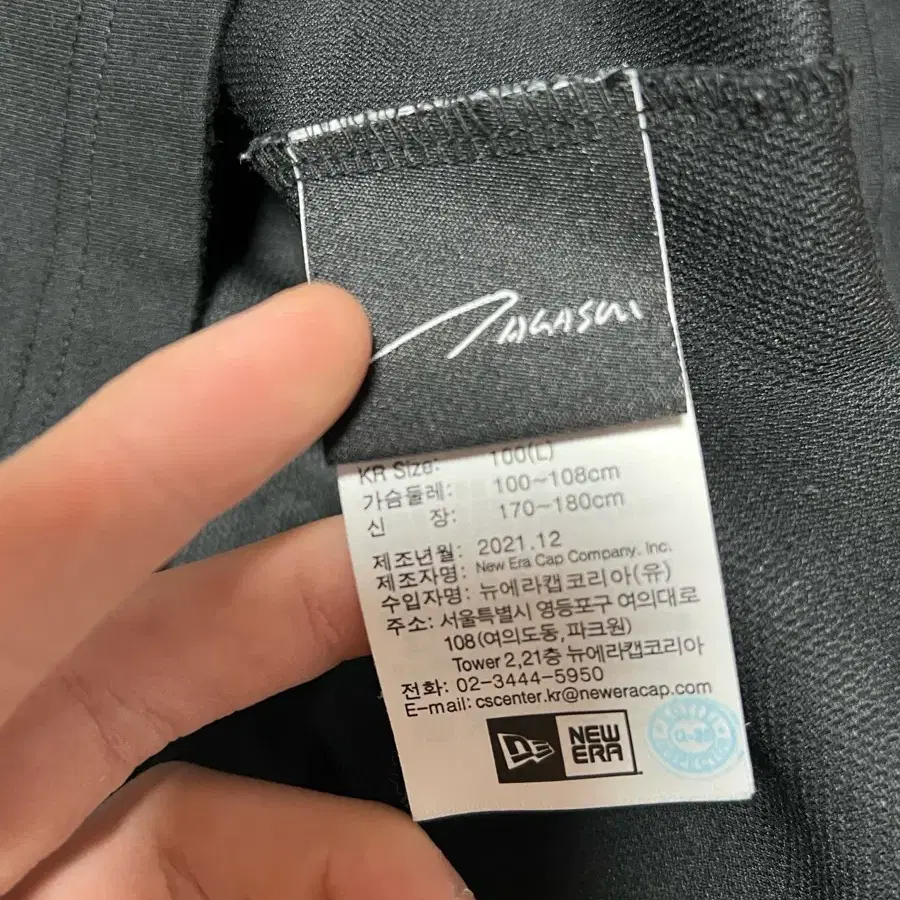 KR Size: 100(L)
가슴둘레: 100~108cm
신 장: 170~180cm
제조년월: 2021.12
제조자명: New Era Cap Company. Inc.
수입자명: 뉴에라캡코리아(유)
주소: 서울특별시 영등포구 여의대로
108(여의도동,파크원)
Tower 2,21층 뉴에라캡코리아
전화: 02-3444-5950
E-mail: cscenter.kr@neweracap.com
NEW
ERA